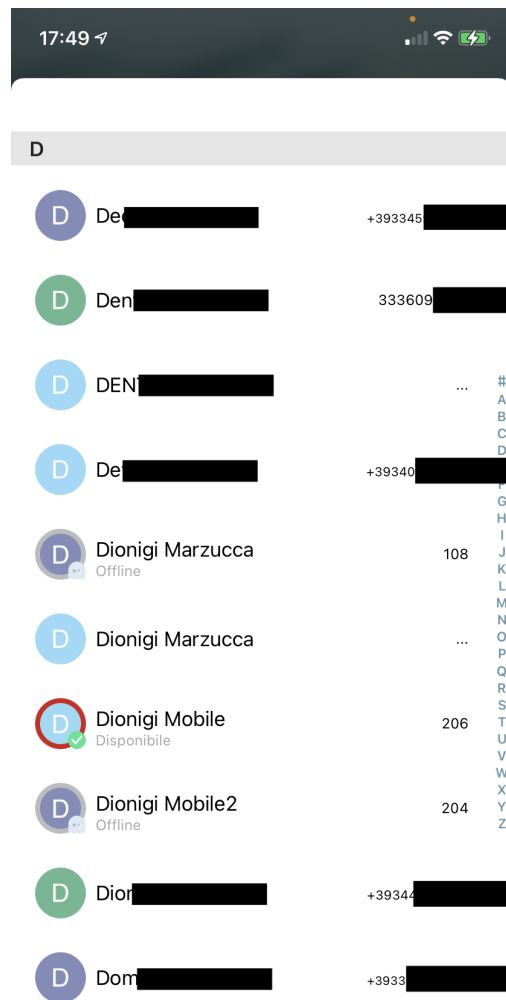 17:49
D
D De
+393345
D Den
333609
D DEN
...
D De
+39340
D Dionigi Marzucca
108
Offline
D Dionigi Marzucca
...
D Dionigi Mobile
206
Disponibile
D Dionigi Mobile2
204
Offline
D Dion
+39344
D Dom
+3933
#
A
B
C
D
G
H
I
J
K
L
M
N
O
P
Q
R
S
T
U
V
W
X
Y
Z